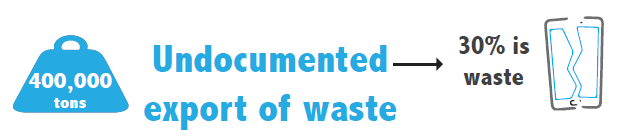 400,000
tons
Undocumented
export of waste
30% is
waste